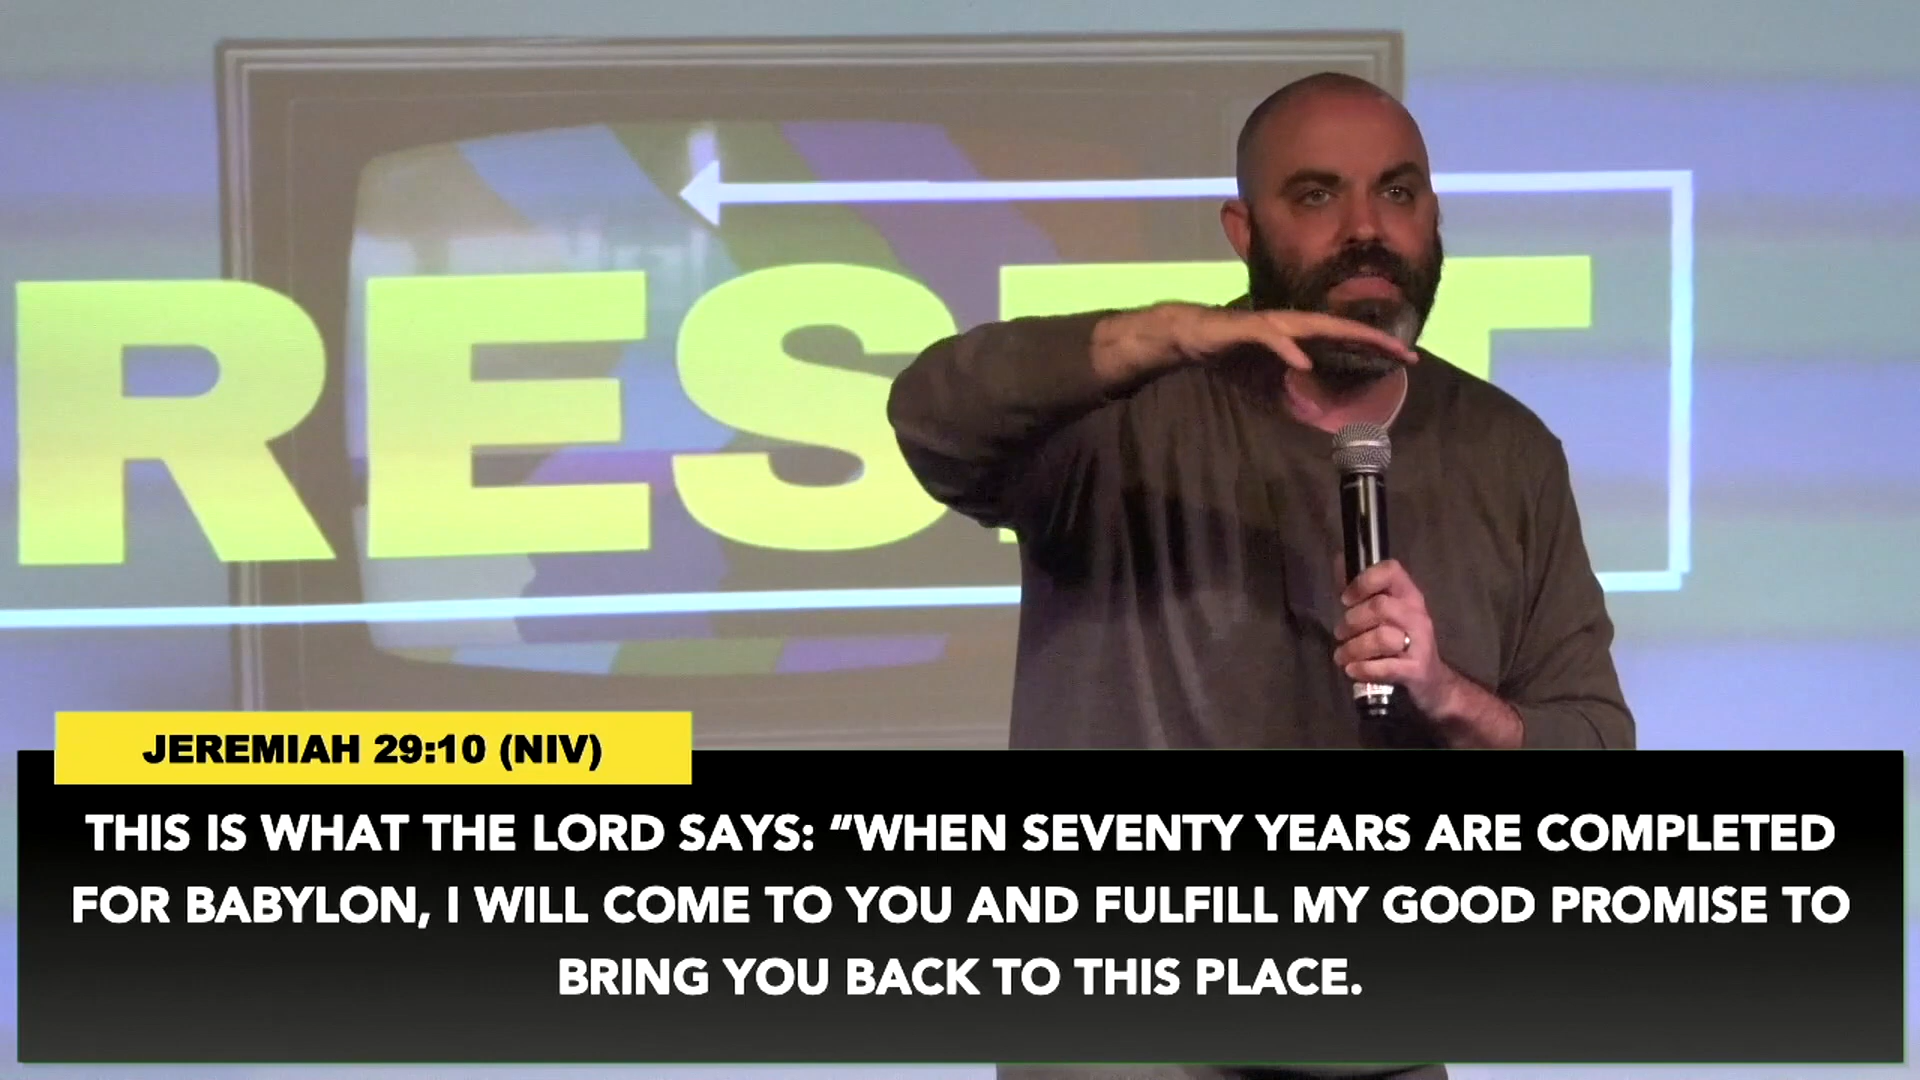 RESET
JEREMIAH 29:10 (NIV)
THIS IS WHAT THE LORD SAYS: “WHEN SEVENTY YEARS ARE COMPLETED
FOR BABYLON, I WILL COME TO YOU AND FULFILL MY GOOD PROMISE TO
BRING YOU BACK TO THIS PLACE.